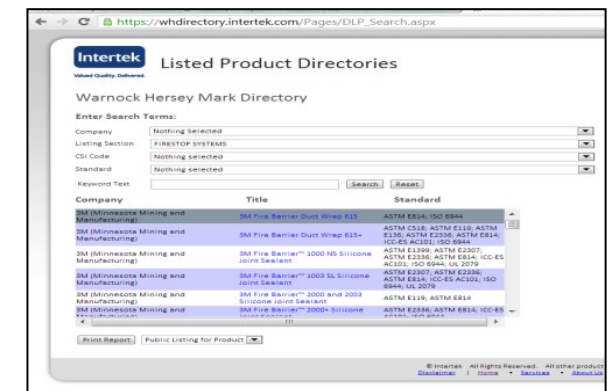 https://whdirectory.intertek.com/Pages/DLP_Search.aspx
Intertek
Valued Quality. Delivered.
Listed Product Directories
Warnock Hersey Mark Directory
Enter Search Terms:
Company Nothing Selected
Listing Section FIRESTOP SYSTEMS
CSI Code Nothing selected
Standard Nothing selected
Keyword Text Search Reset
Company Title Standard
3M (Minnesota Mining and Manufacturing) 3M Fire Barrier Duct Wrap 615 ASTM E814; ISO 6944
3M (Minnesota Mining and Manufacturing) 3M Fire Barrier Duct Wrap 615+ ASTM C518; ASTM E119; ASTM
E136; ASTM E2336; ASTM E814;
ICC-ES AC101; ISO 6944
3M (Minnesota Mining and Manufacturing) 3M Fire Barrier™ 1000 NS Silicone Joint Sealant ASTM E1399; ASTM E2307;
ASTM E2336; ASTM E814; ICC-ES
AC101; ISO 6944; UL 2079
3M (Minnesota Mining and Manufacturing) 3M Fire Barrier™ 1003 SL Silicone Joint Sealant ASTM E2307; ASTM E2336;
ASTM E814; ICC-ES AC101; ISO
6944; UL 2079
3M (Minnesota Mining and Manufacturing) 3M Fire Barrier™ 2000 and 2003 Silicone Joint Sealant ASTM E119; ASTM E814
3M (Minnesota Mining and Manufacturing) 3M Fire Barrier™ 2000+ Silicone ASTM E2336; ASTM E814; ICC-ES
Print Report Public Listing for Product
© Intertek All Rights Reserved. All other product
Disclaimer | Home • Services • About Us